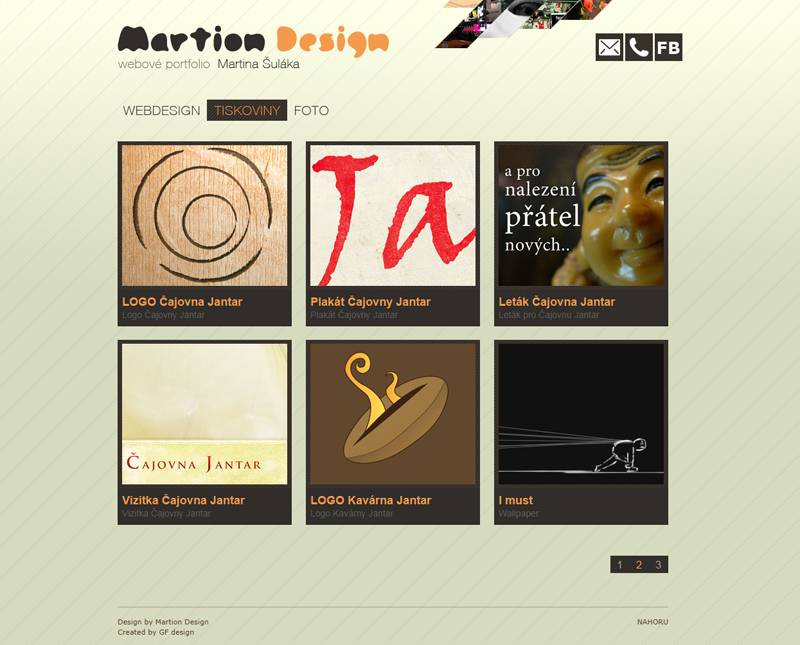 Martion Design
webové portfolio Martina Šuláka
FB
WEBDESIGN TISKOVINY FOTO
Ja
a pro
nalezení
přátel
nových..
LOGO Čajovna Jantar
Logo Čajovny Jantar
Plakát Čajovny Jantar
Plakát Čajovny Jantar
Leták Čajovna Jantar
Leták pro Čajovnu Jantar
Čajovna Jantar
Vizitka Čajovna Jantar
Vizitka Čajovny Jantar
LOGO Kavárna Jantar
Logo Kavárny Jantar
I must
Wallpaper
1 2 3
Design by Martion Design
Created by GF design
NAHORU